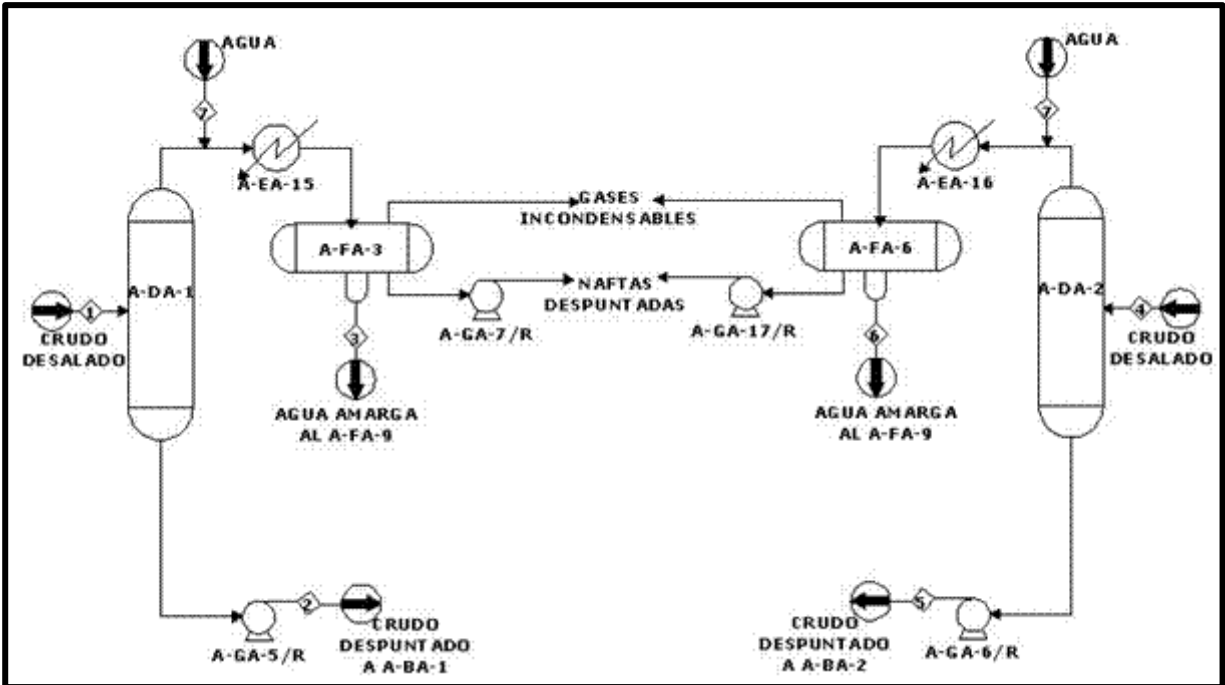 AGUA
AGUA
7
7
A-EA-15
A-EA-16
GASES
INCONDENSABLES
A-FA-3
A-FA-6
A-DA-1
A-DA-2
NAFTAS
DESPUNTADAS
1
4
CRUDO
DESALADO
CRUDO
DESALADO
A-GA-7/R
A-GA-17/R
3
6
AGUA AMARGA
AL A-FA-9
AGUA AMARGA
AL A-FA-9
2
5
CRUDO
DESPUNTADO
A A-BA-1
CRUDO
DESPUNTADO
A A-BA-2
A-GA-5/R
A-GA-6/R